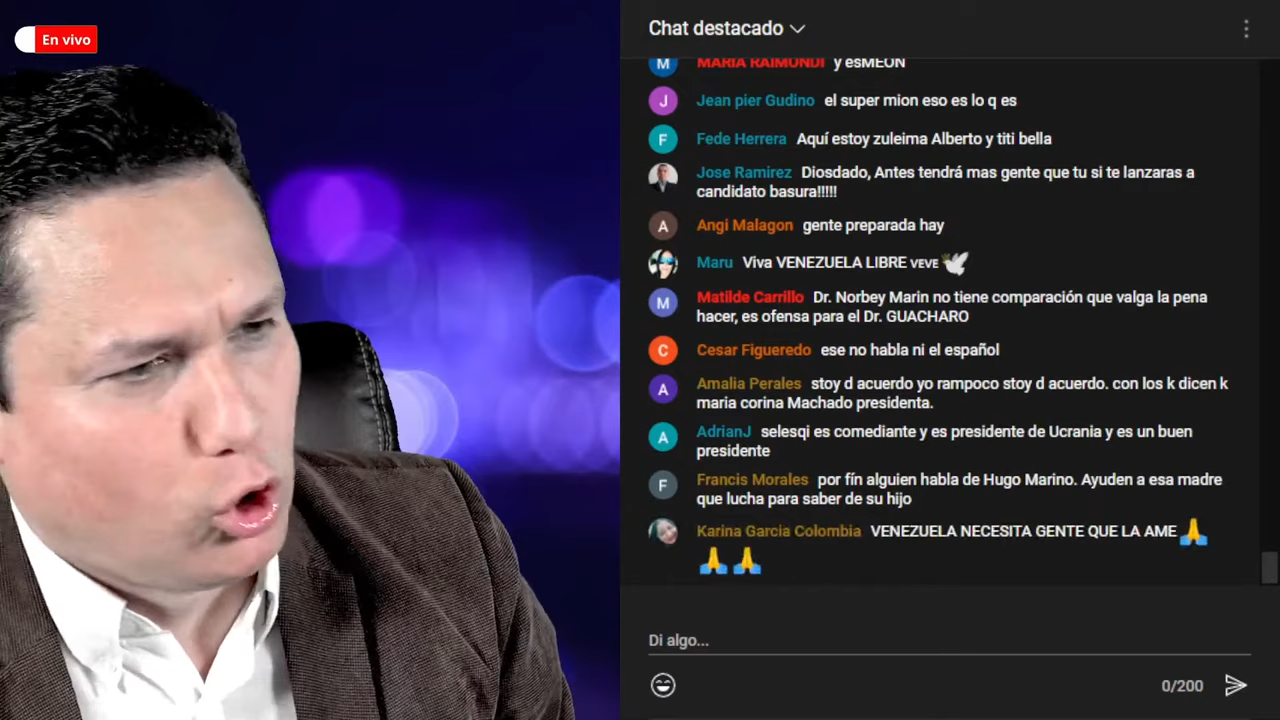 En vivo
Chat destacado
MARIA RAIMUNDI y esMEON
Jean pier Gudino el super mion eso es lo q es
Fede Herrera Aquí estoy zuleima Alberto y titi bella
Jose Ramirez Diosdado, Antes tendrá mas gente que tu si te lanzaras a
candidato basura!!!!!
Angi Malagon gente preparada hay
Maru Viva VENEZUELA LIBRE VEVE 🕊️
Matilde Carrillo Dr. Norbey Marin no tiene comparación que valga la pena
hacer, es ofensa para el Dr. GUACHARO
Cesar Figueredo ese no habla ni el español
Amalia Perales stoy d acuerdo yo rampoco stoy d acuerdo. con los k dicen k
maria corina Machado presidenta.
AdrianJ selesqi es comediante y es presidente de Ucrania y es un buen
presidente
Francis Morales por fín alguien habla de Hugo Marino. Ayuden a esa madre
que lucha para saber de su hijo
Karina Garcia Colombia VENEZUELA NECESITA GENTE QUE LA AME 🙏
🙏 🙏
Di algo...
0/200